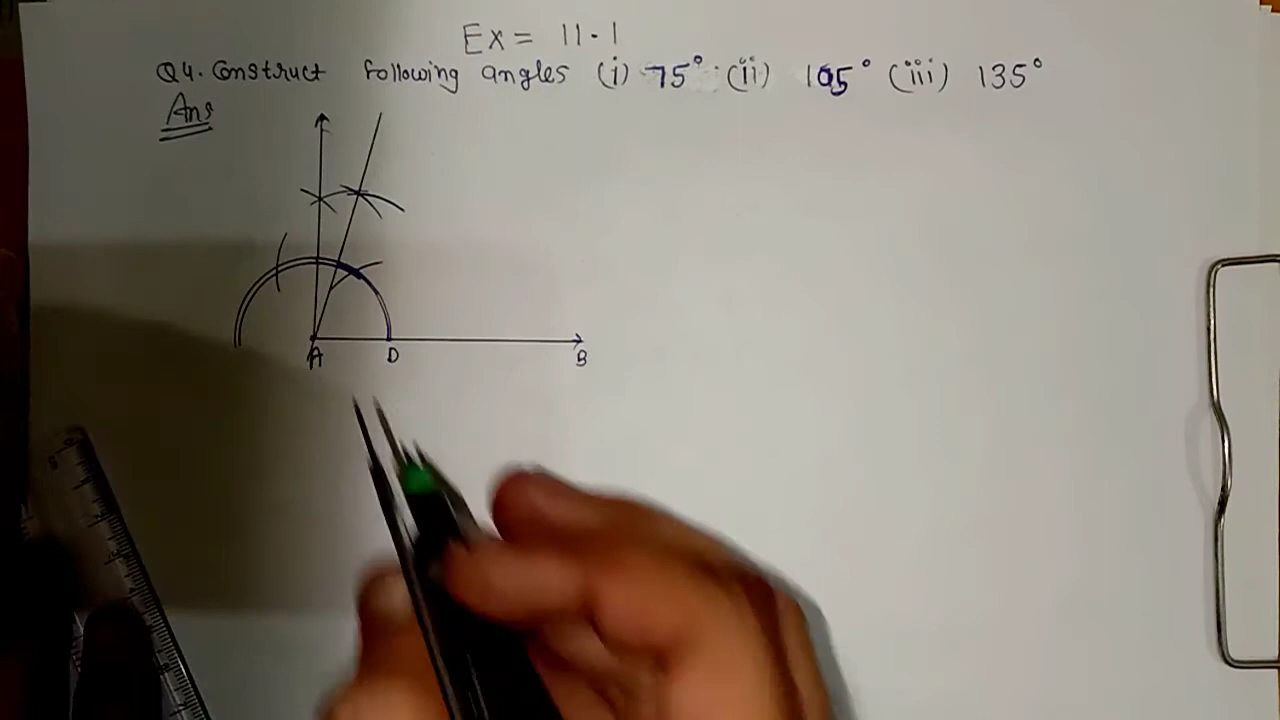 Ex = 11.1
Q4. Construct following angles (i) 75° (ii) 105° (iii) 135°
Ans
A D B